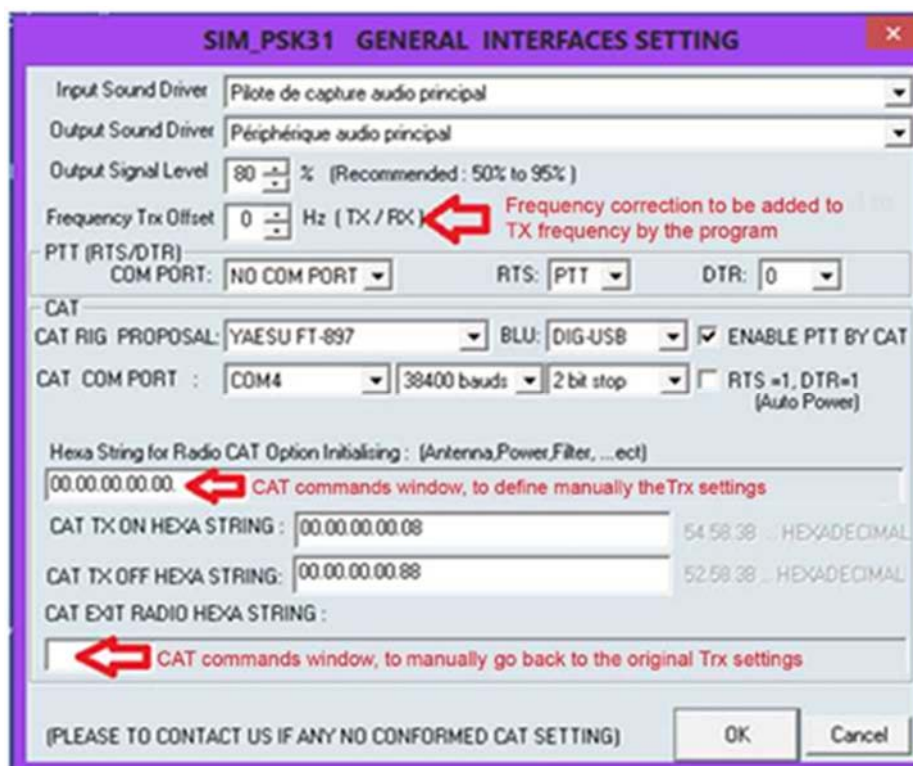 SIM_PSK31 GENERAL INTERFACES SETTING
Input Sound Driver Pilote de capture audio principal
Output Sound Driver Périphérique audio principal
Output Signal Level 80 % (Recommended : 50% to 95% )
Frequency Trx Offset 0 Hz ( TX / RX ) Frequency correction to be added to
TX frequency by the program
PTT (RTS/DTR)
COM PORT: NO COM PORT RTS: PTT DTR: 0
CAT
CAT RIG PROPOSAL: YAESU FT-897 BLU: DIG-USB ENABLE PTT BY CAT
CAT COM PORT : COM4 38400 bauds 2 bit stop RTS =1, DTR=1
(Auto Power)
Hexa String for Radio CAT Option Initialising : (Antenna,Power,Filter, ...ect)
00.00.00.00.00. CAT commands window, to define manually theTrx settings
CAT TX ON HEXA STRING : 00.00.00.00.08 54.58.38 ... HEXADECIMAL
CAT TX OFF HEXA STRING: 00.00.00.00.88 52.58.38 ... HEXADECIMAL
CAT EXIT RADIO HEXA STRING :
CAT commands window, to manually go back to the original Trx settings
(PLEASE TO CONTACT US IF ANY NO CONFORMED CAT SETTING) OK Cancel